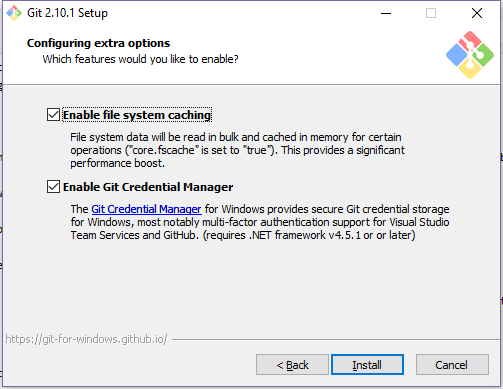 Git 2.10.1 Setup
Configuring extra options
Which features would you like to enable?
Enable file system caching
File system data will be read in bulk and cached in memory for certain
operations ("core.fscache" is set to "true"). This provides a significant
performance boost.
Enable Git Credential Manager
The Git Credential Manager for Windows provides secure Git credential storage
for Windows, most notably multi-factor authentication support for Visual Studio
Team Services and GitHub. (requires .NET framework v4.5.1 or or later)
https://git-for-windows.github.io/
< Back
Install
Cancel